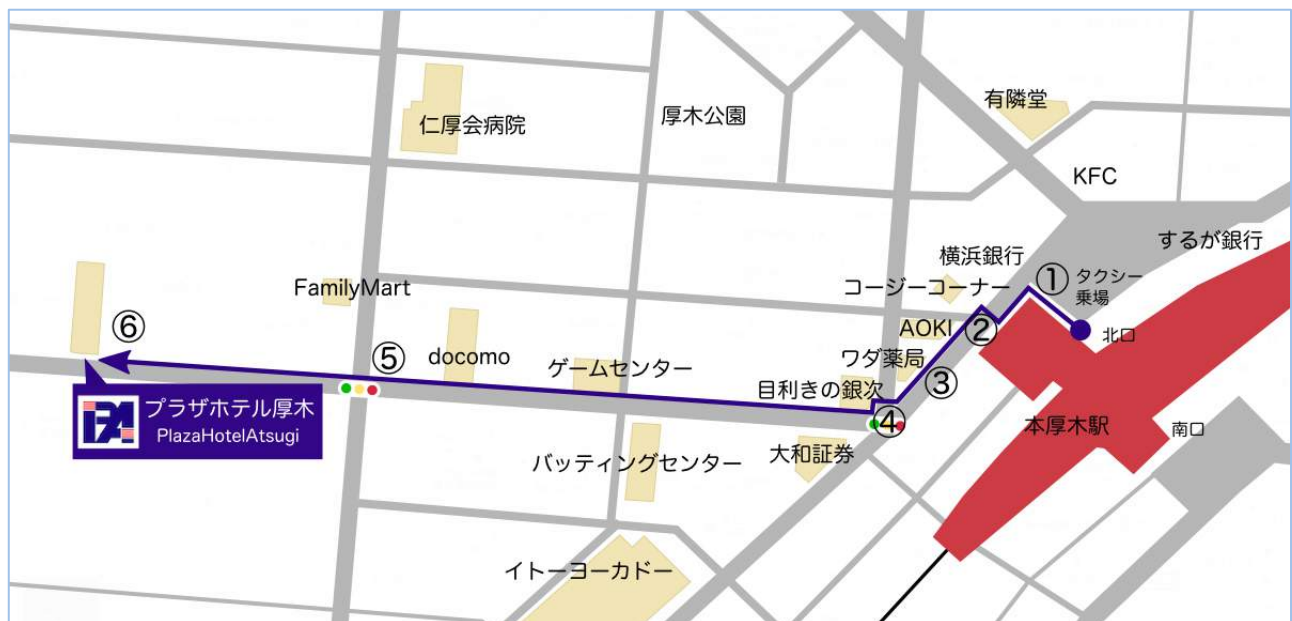 有隣堂
仁厚会病院
厚木公園
KFC
するが銀行
横浜銀行
コージーコーナー
①
タクシー
乗場
FamilyMart
AOKI
②
北口
⑥
docomo
⑤
ゲームセンター
ワダ薬局
③
目利きの銀次
④
プラザホテル厚木
PlazaHotelAtsugi
本厚木駅
南口
バッティングセンター
大和証券
イトーヨーカドー